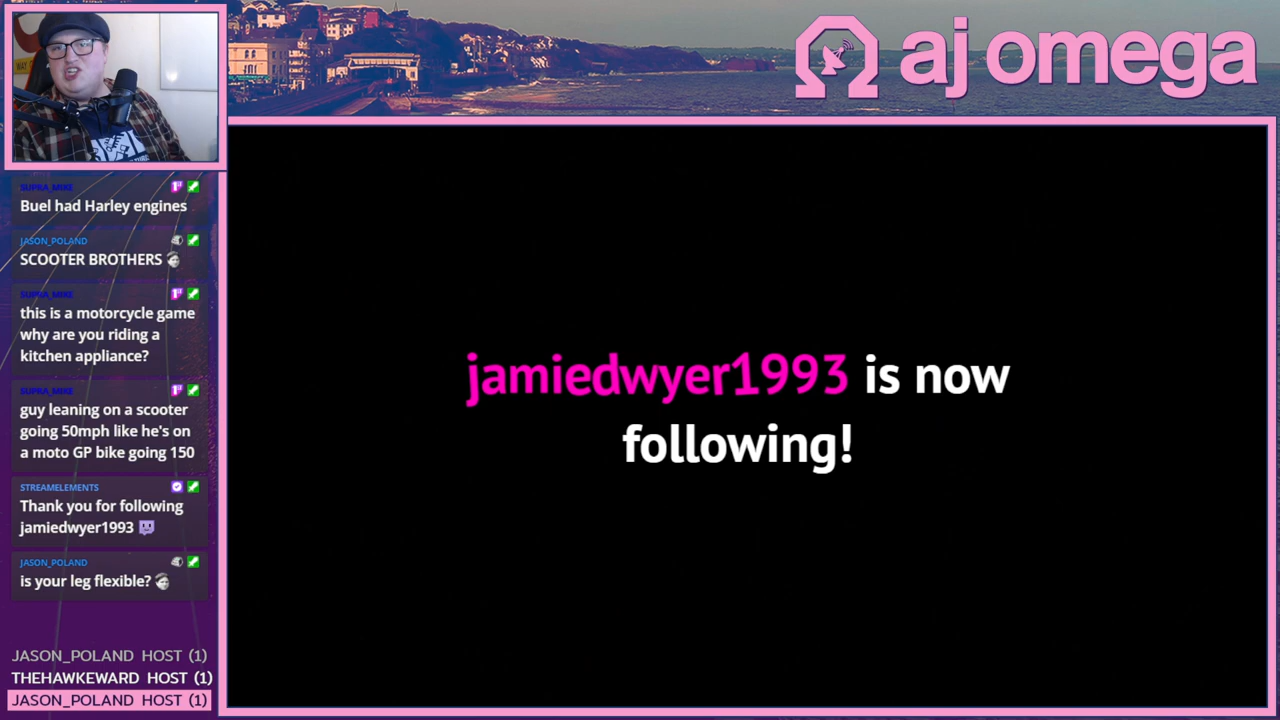 aj omega
SUPRA_MIKE
Buel had Harley engines
JASON_POLAND
SCOOTER BROTHERS
SUPRA_MIKE
this is a motorcycle game
why are you riding a
kitchen appliance?
SUPRA_MIKE
guy leaning on a scooter
going 50mph like he's on
a moto GP bike going 150
STREAMELEMENTS
Thank you for following
jamiedwyer1993
JASON_POLAND
is your leg flexible?
JASON_POLAND HOST (1)
THEHAWKEWARD HOST (1)
JASON_POLAND HOST (1)
jamiedwyer1993 is now
following!